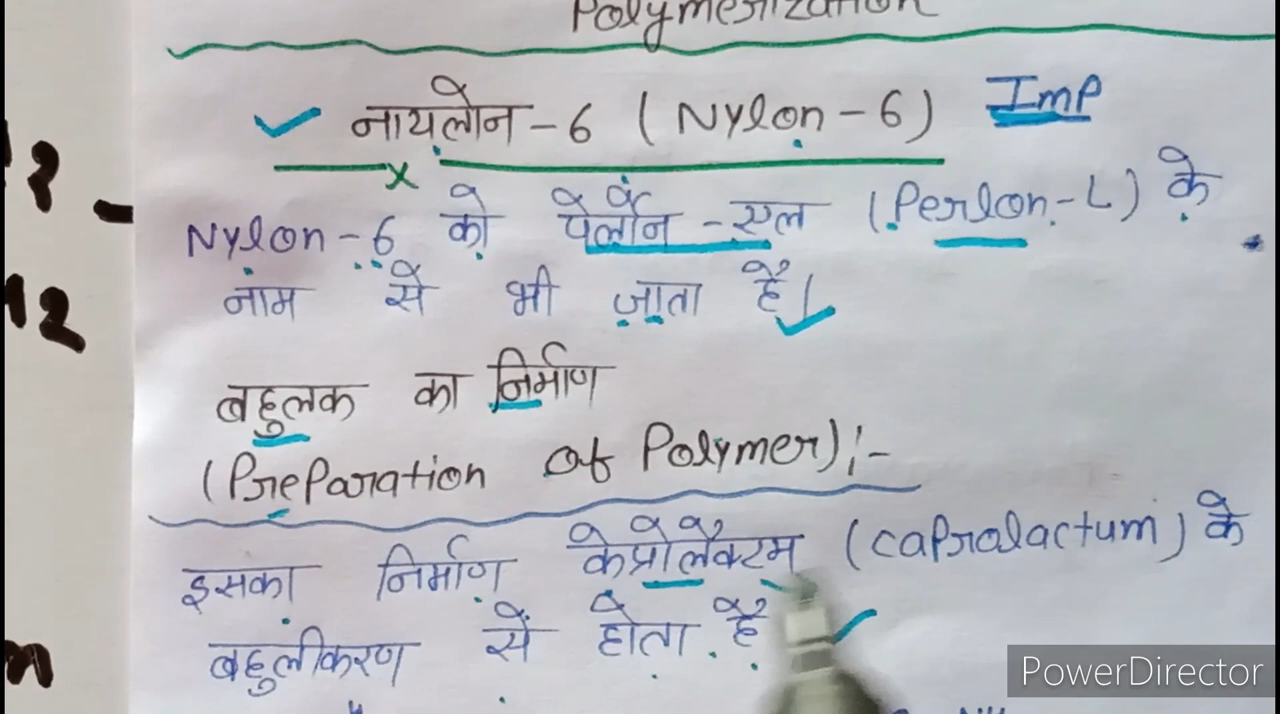 Polymerization
नायलोन-6 (Nylon-6) Imp
Nylon-6 को पेर्लोन-एल (Perlon-L) के
नाम से भी जाता है।
बहुलक का निर्माण
(Preparation of Polymer):-
इसका निर्माण केप्रोलैक्टम (caprolactum) के
बहुलीकरण से होता है
12
n
PowerDirector